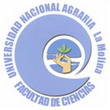 UNIVERSIDAD NACIONAL AGRARIA La Molina
FACULTAD DE CIENCIAS